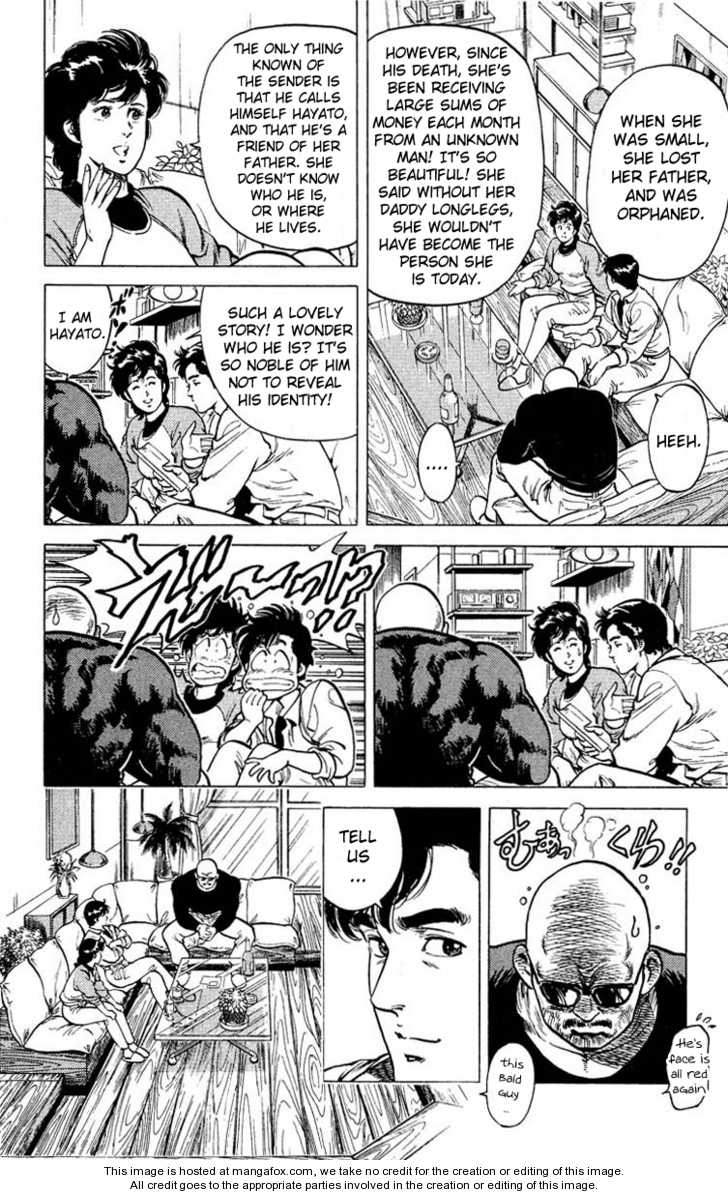 WHEN SHE
WAS SMALL,
SHE LOST
HER FATHER,
AND WAS
ORPHANED.
HOWEVER, SINCE
HIS DEATH, SHE'S
BEEN RECEIVING
LARGE SUMS OF
MONEY EACH MONTH
FROM AN UNKNOWN
MAN! IT'S SO
BEAUTIFUL! SHE
SAID WITHOUT HER
DADDY LONGLEGS,
SHE WOULDN'T
HAVE BECOME THE
PERSON SHE
IS TODAY.
HEEH.
....
THE ONLY THING
KNOWN OF
THE SENDER IS
THAT HE CALLS
HIMSELF HAYATO,
AND THAT HE'S A
FRIEND OF HER
FATHER. SHE
DOESN'T KNOW
WHO HE IS,
OR WHERE
HE LIVES.
SUCH A LOVELY
STORY! I WONDER
WHO HE IS? IT'S
SO NOBLE OF HIM
NOT TO REVEAL
HIS IDENTITY!
I AM
HAYATO.
むぁっ
くわ!!
He's
face is
all red
again!
this
Bald
Guy
...
TELL
US
...
This image is hosted at mangafox.com, we take no credit for the creation or editing of this image.
All credit goes to the appropriate parties involved in the creation or editing of this image.